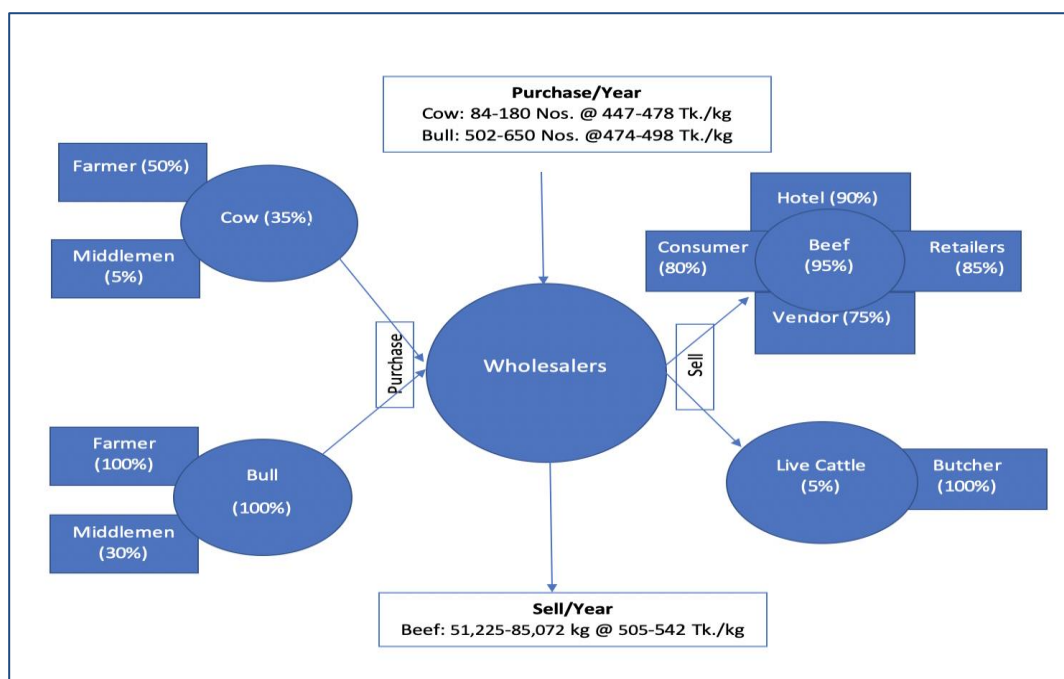 Purchase/Year
Cow: 84-180 Nos. @ 447-478 Tk./kg
Bull: 502-650 Nos. @474-498 Tk./kg
Farmer (50%)
Cow (35%)
Middlemen
(5%)
Hotel (90%)
Consumer
(80%)
Beef
(95%)
Retailers
(85%)
Vendor (75%)
Purchase
Wholesalers
Sell
Farmer
(100%)
Bull
(100%)
Middlemen
(30%)
Live Cattle
(5%)
Butcher
(100%)
Sell/Year
Beef: 51,225-85,072 kg @ 505-542 Tk./kg